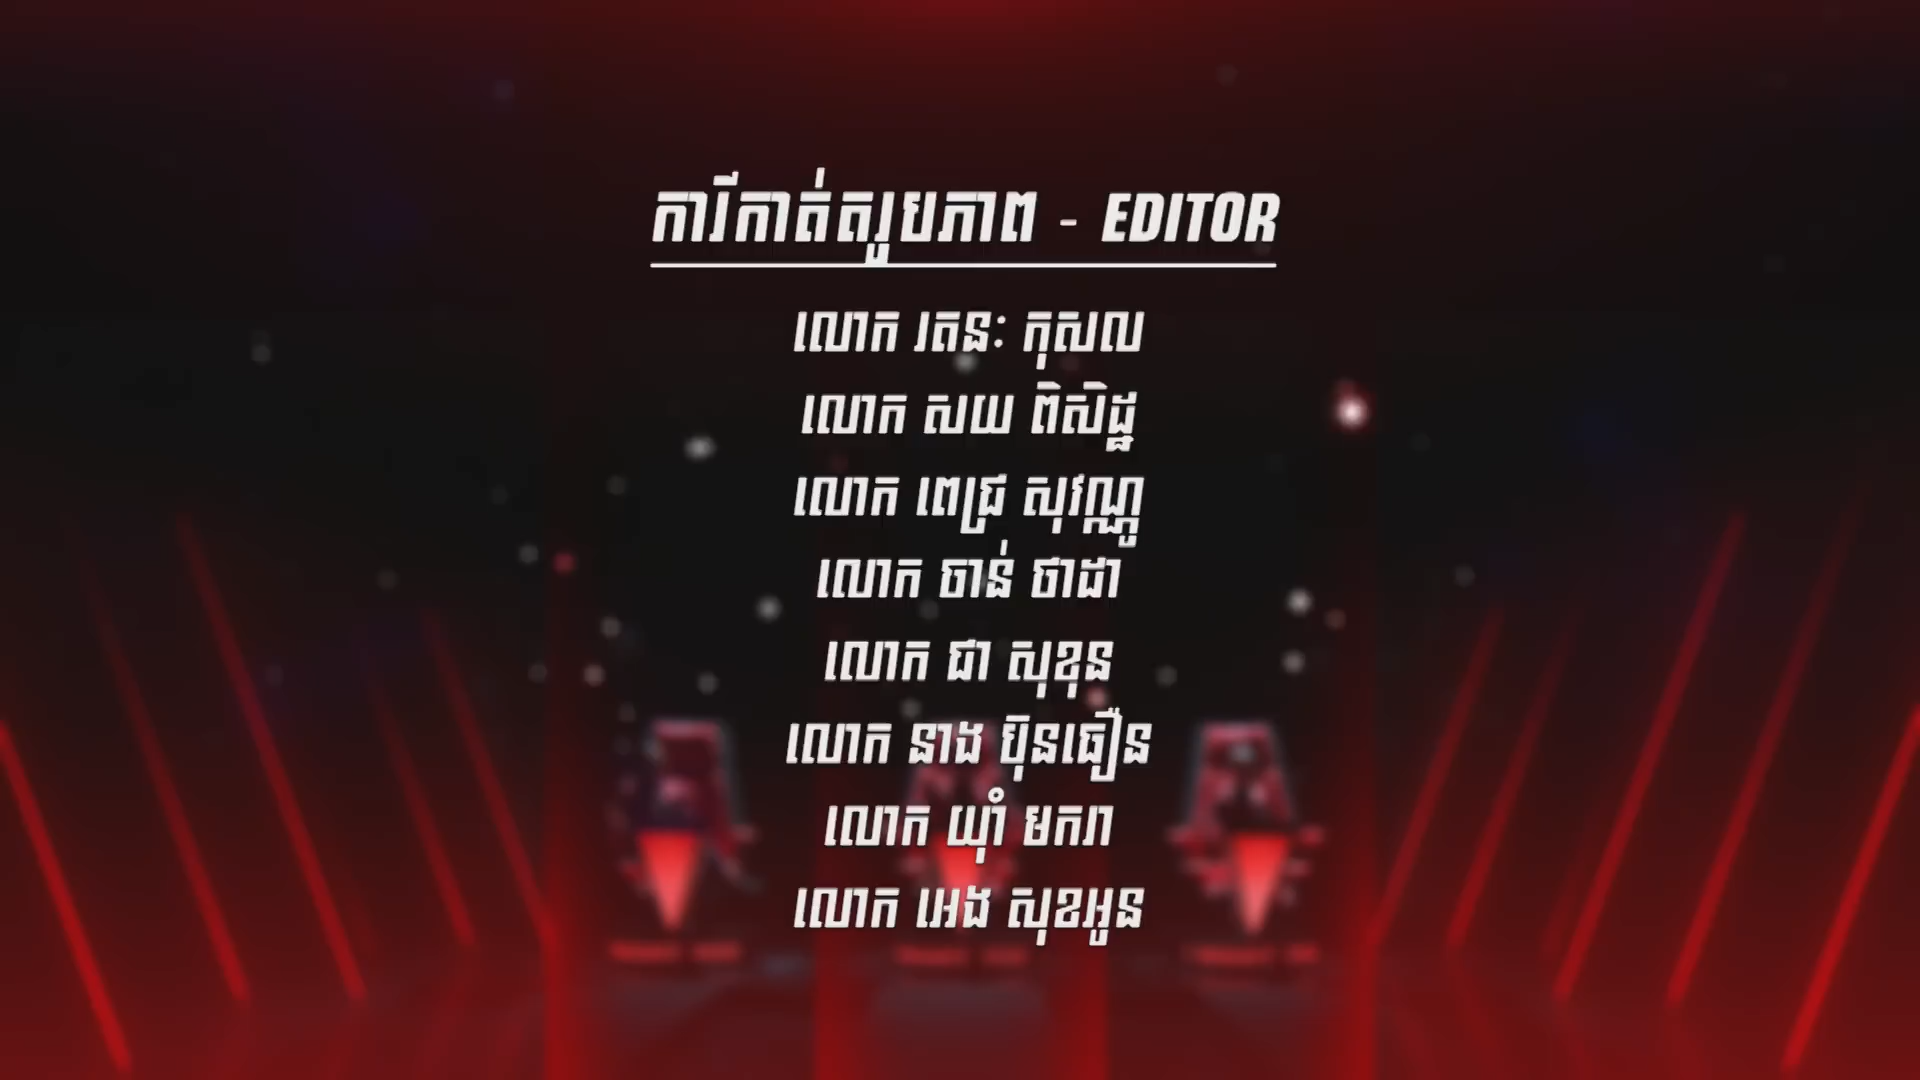 ការីកាត់តរូបភាព - EDITOR
លោក រតនៈ កុសល
លោក សយ ពិសិដ្ឋ
លោក ពេជ្រ សុវណ្ណូ
លោក ចាន់ ថាដា
លោក ជា សុខុន
លោក នាង ប៊ុនធឿន
លោក យ៉ាំ មករា
លោក អេង សុខអូន